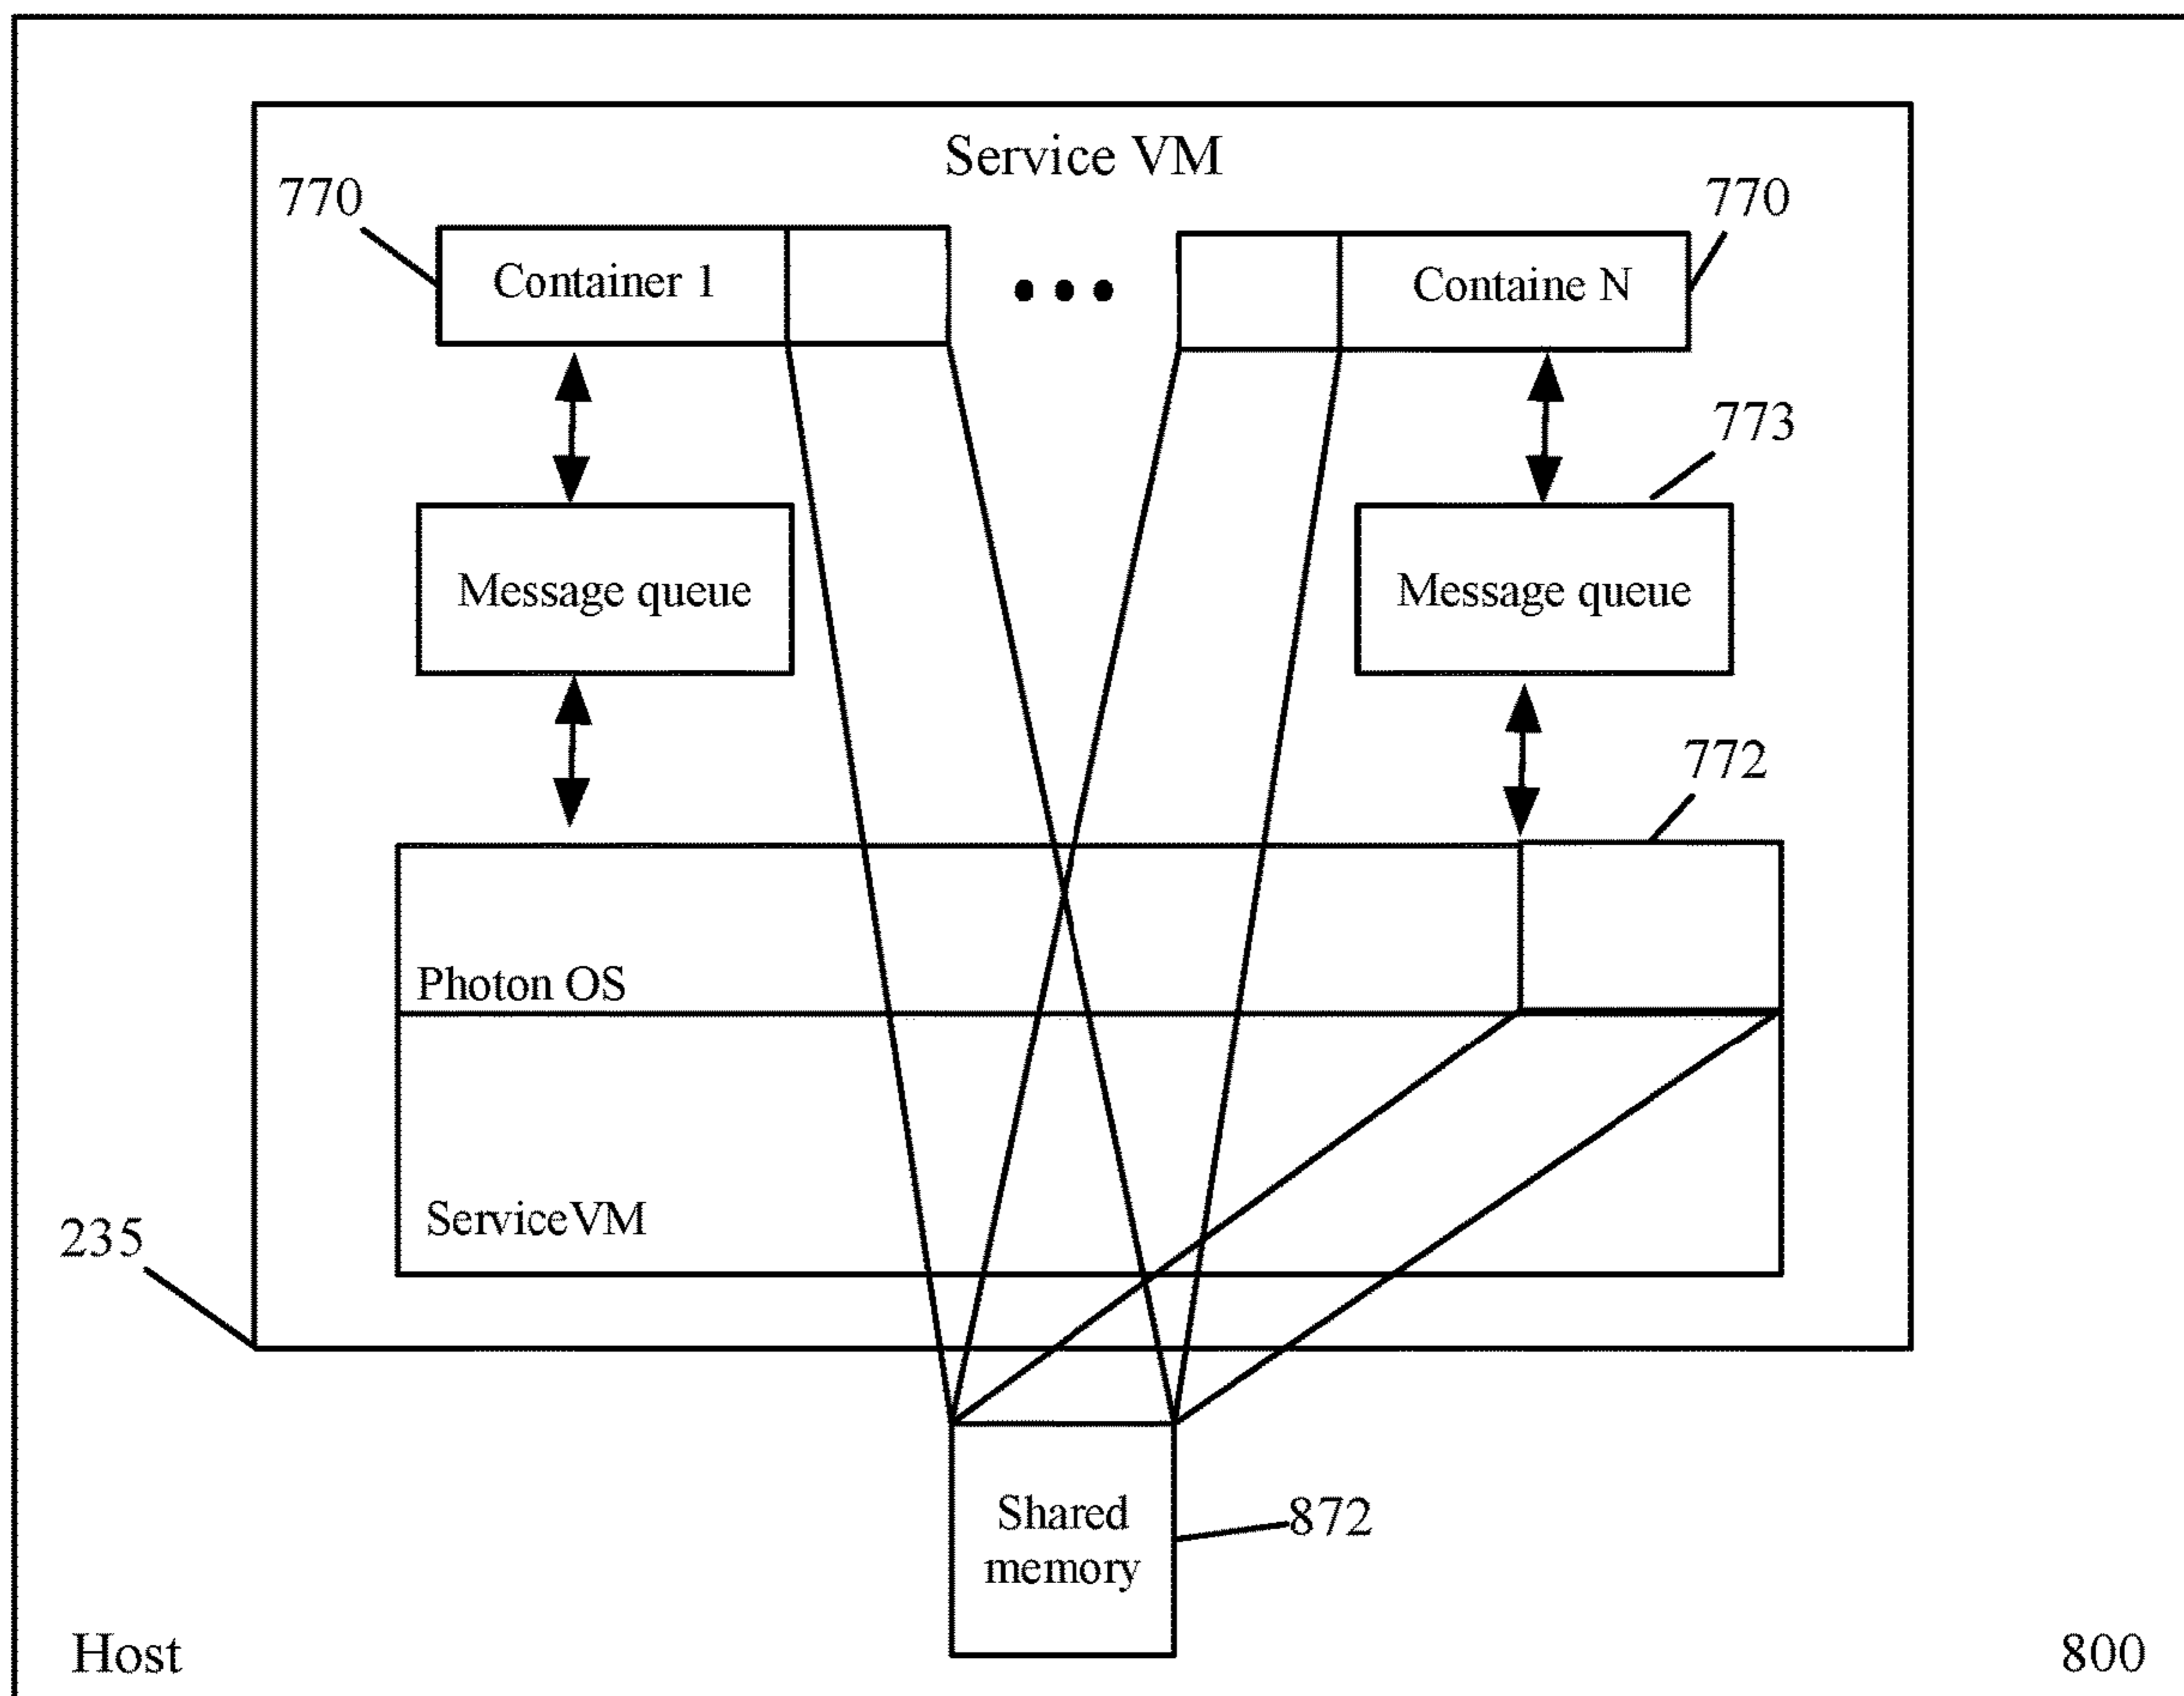 Service VM
770
770
Container 1
Containe N
773
Message queue
Message queue
772
Photon OS
ServiceVM
235
Shared
memory
872
Host
800